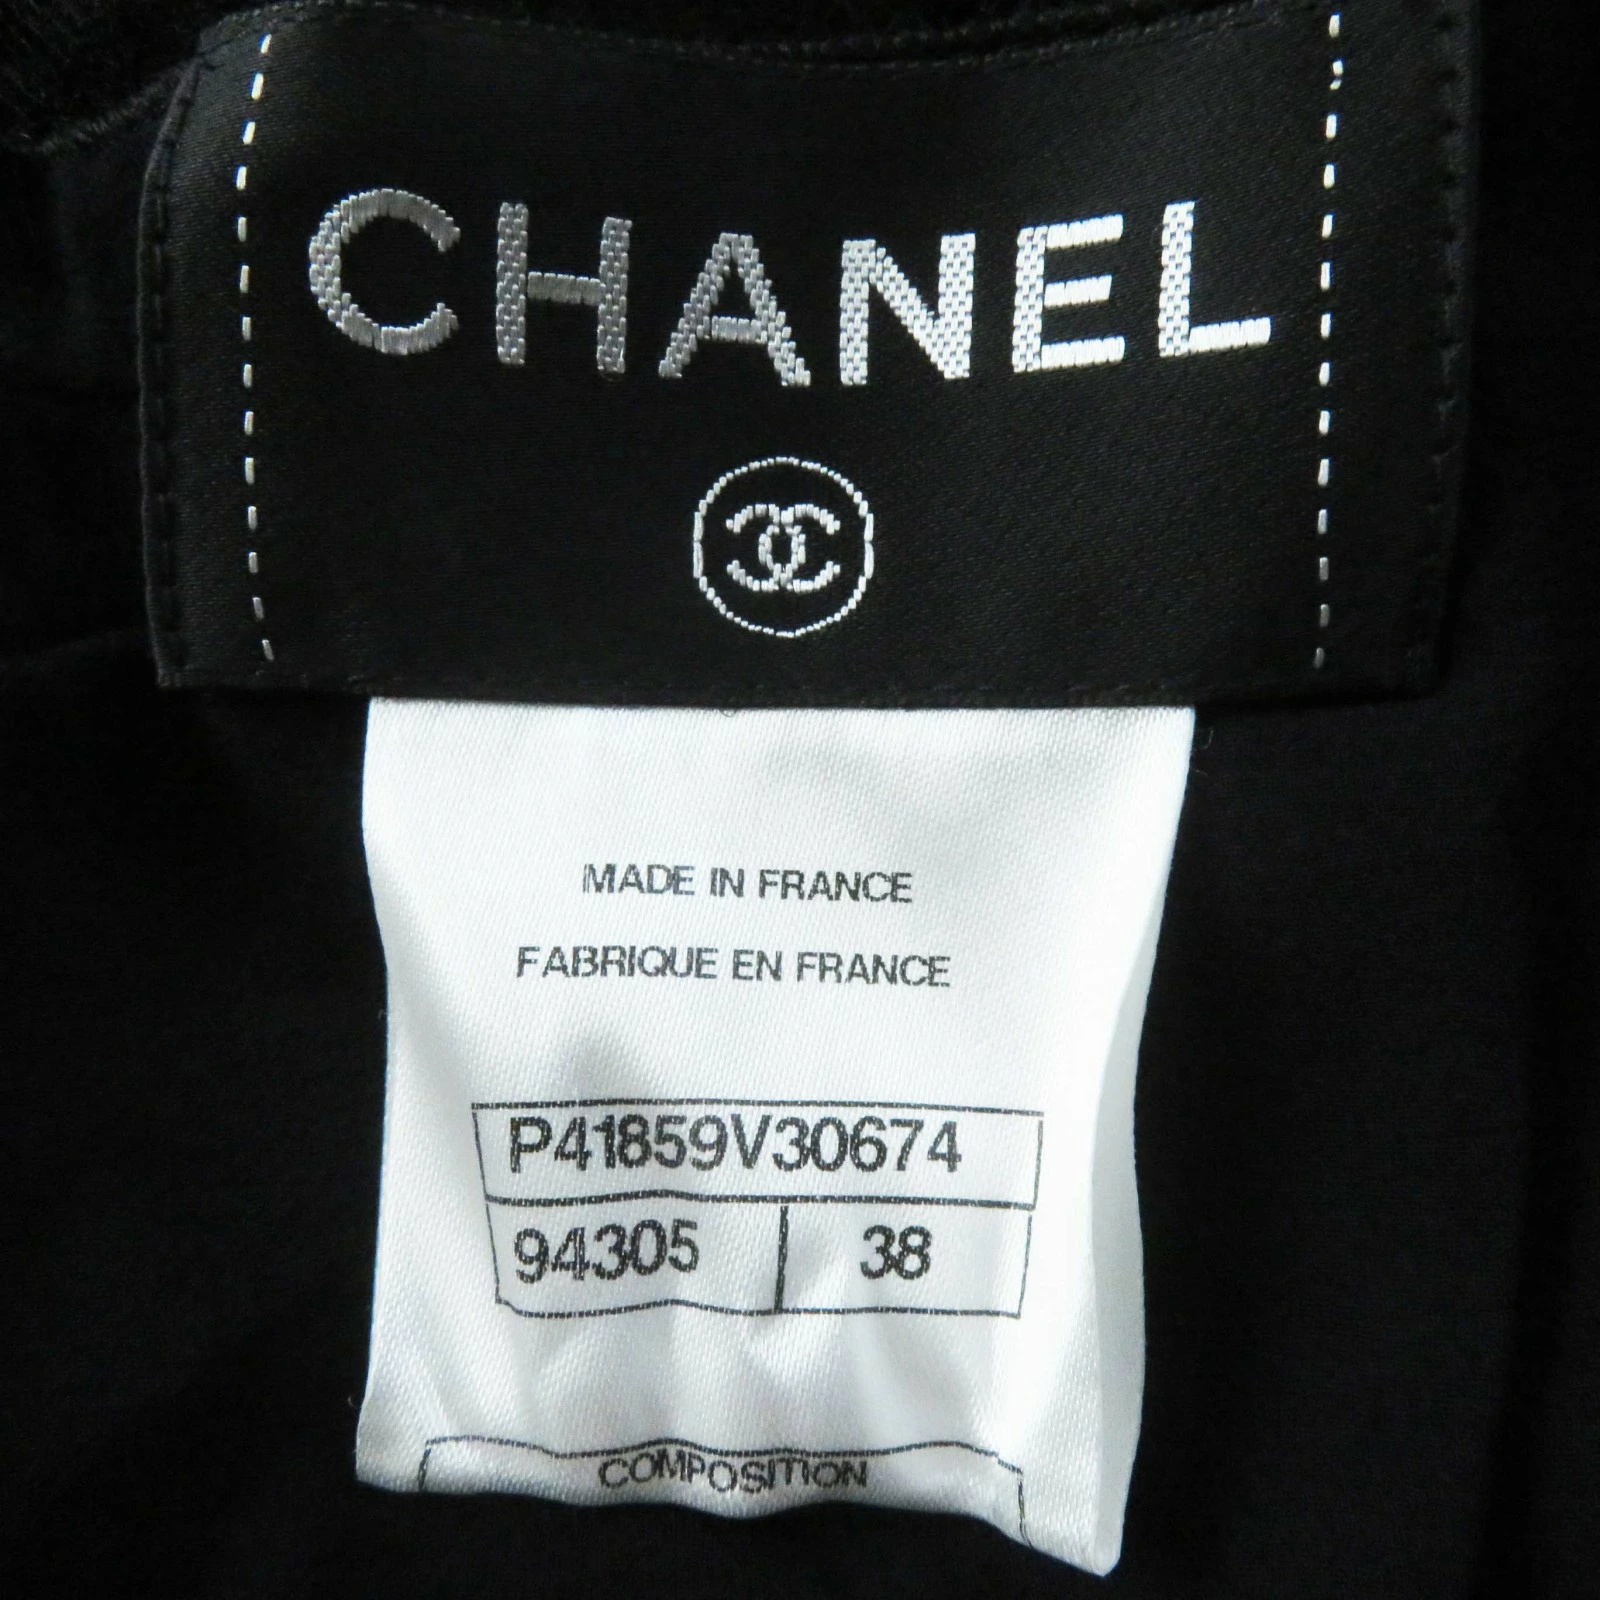 CHANEL
MADE IN FRANCE
FABRIQUE EN FRANCE
P41859V30674
94305 38
COMPOSITION